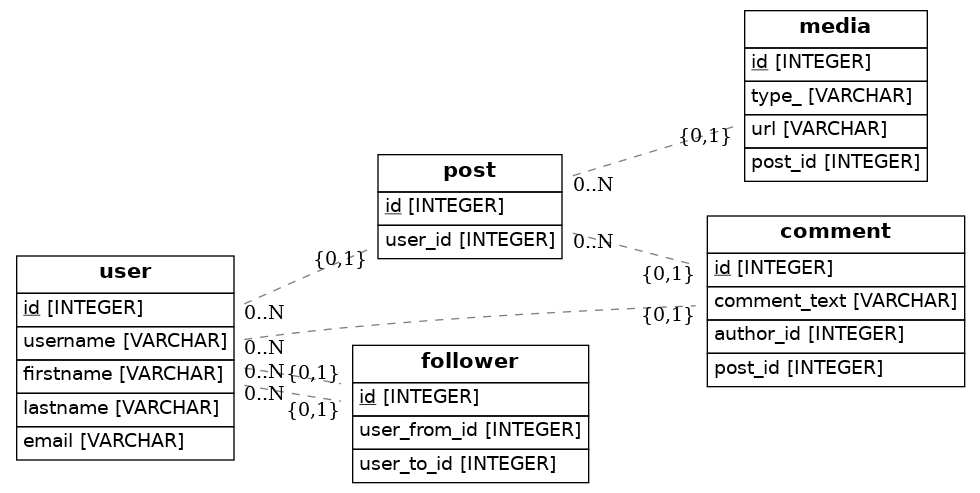 media
id [INTEGER]
type_ [VARCHAR]
url [VARCHAR]
post_id [INTEGER]
{0,1}
0..N
post
id [INTEGER]
user_id [INTEGER]
0..N
{0,1}
comment
id [INTEGER]
comment_text [VARCHAR]
author_id [INTEGER]
post_id [INTEGER]
{0,1}
0..N
user
id [INTEGER]
username [VARCHAR]
firstname [VARCHAR]
lastname [VARCHAR]
email [VARCHAR]
{0,1}
0..N
0..N
{0,1}
0..N
{0,1}
follower
id [INTEGER]
user_from_id [INTEGER]
user_to_id [INTEGER]